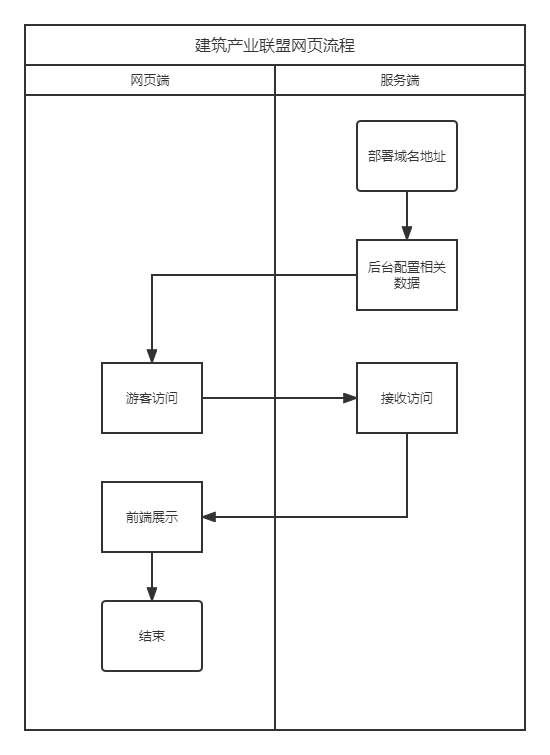 建筑产业联盟网页流程
网页端
服务端
部署域名地址
后台配置相关
数据
游客访问
接收访问
前端展示
结束